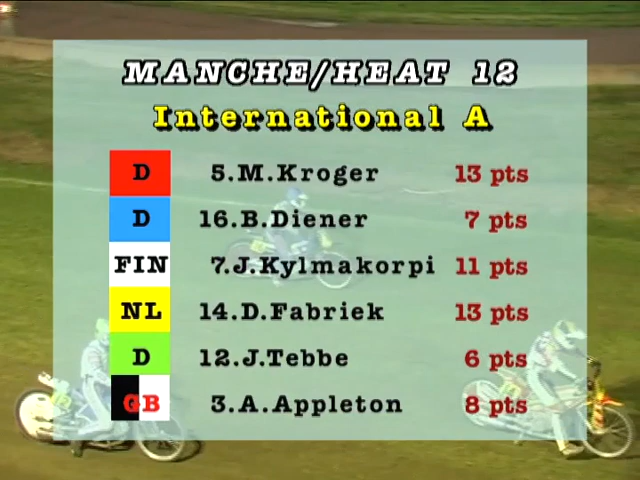 MANCHE/HEAT 12
International A
D 5.M.Kroger 13 pts
D 16.B.Diener 7 pts
FIN 7.J.Kylmakorpi 11 pts
NL 14.D.Fabriek 13 pts
D 12.J.Tebbe 6 pts
GB 3.A.Appleton 8 pts